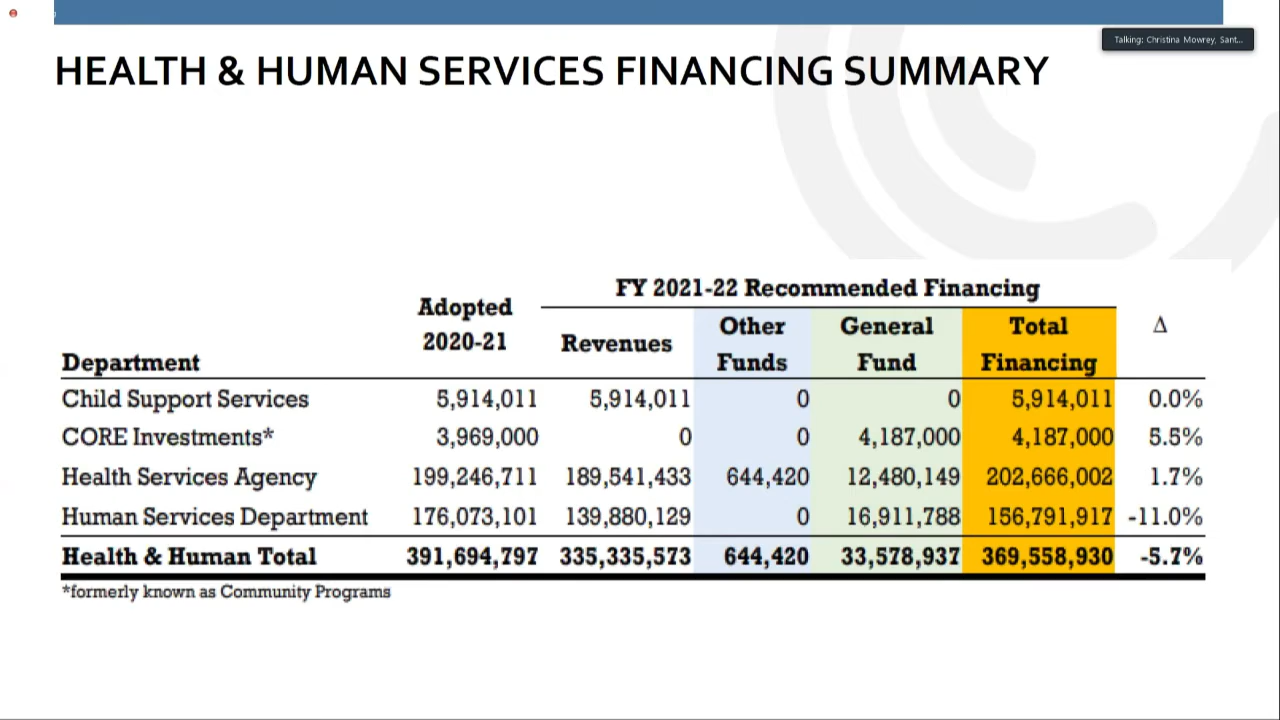 Talking: Christina Mowrey, Sant...
HEALTH & HUMAN SERVICES FINANCING SUMMARY
FY 2021-22 Recommended Financing
Department Adopted 2020-21 Revenues Other Funds General Fund Total Financing Δ
Child Support Services 5,914,011 5,914,011 0 0 5,914,011 0.0%
CORE Investments* 3,969,000 0 0 4,187,000 4,187,000 5.5%
Health Services Agency 199,246,711 189,541,433 644,420 12,480,149 202,666,002 1.7%
Human Services Department 176,073,101 139,880,129 0 16,911,788 156,791,917 -11.0%
Health & Human Total 391,694,797 335,335,573 644,420 33,578,937 369,558,930 -5.7%
*formerly known as Community Programs